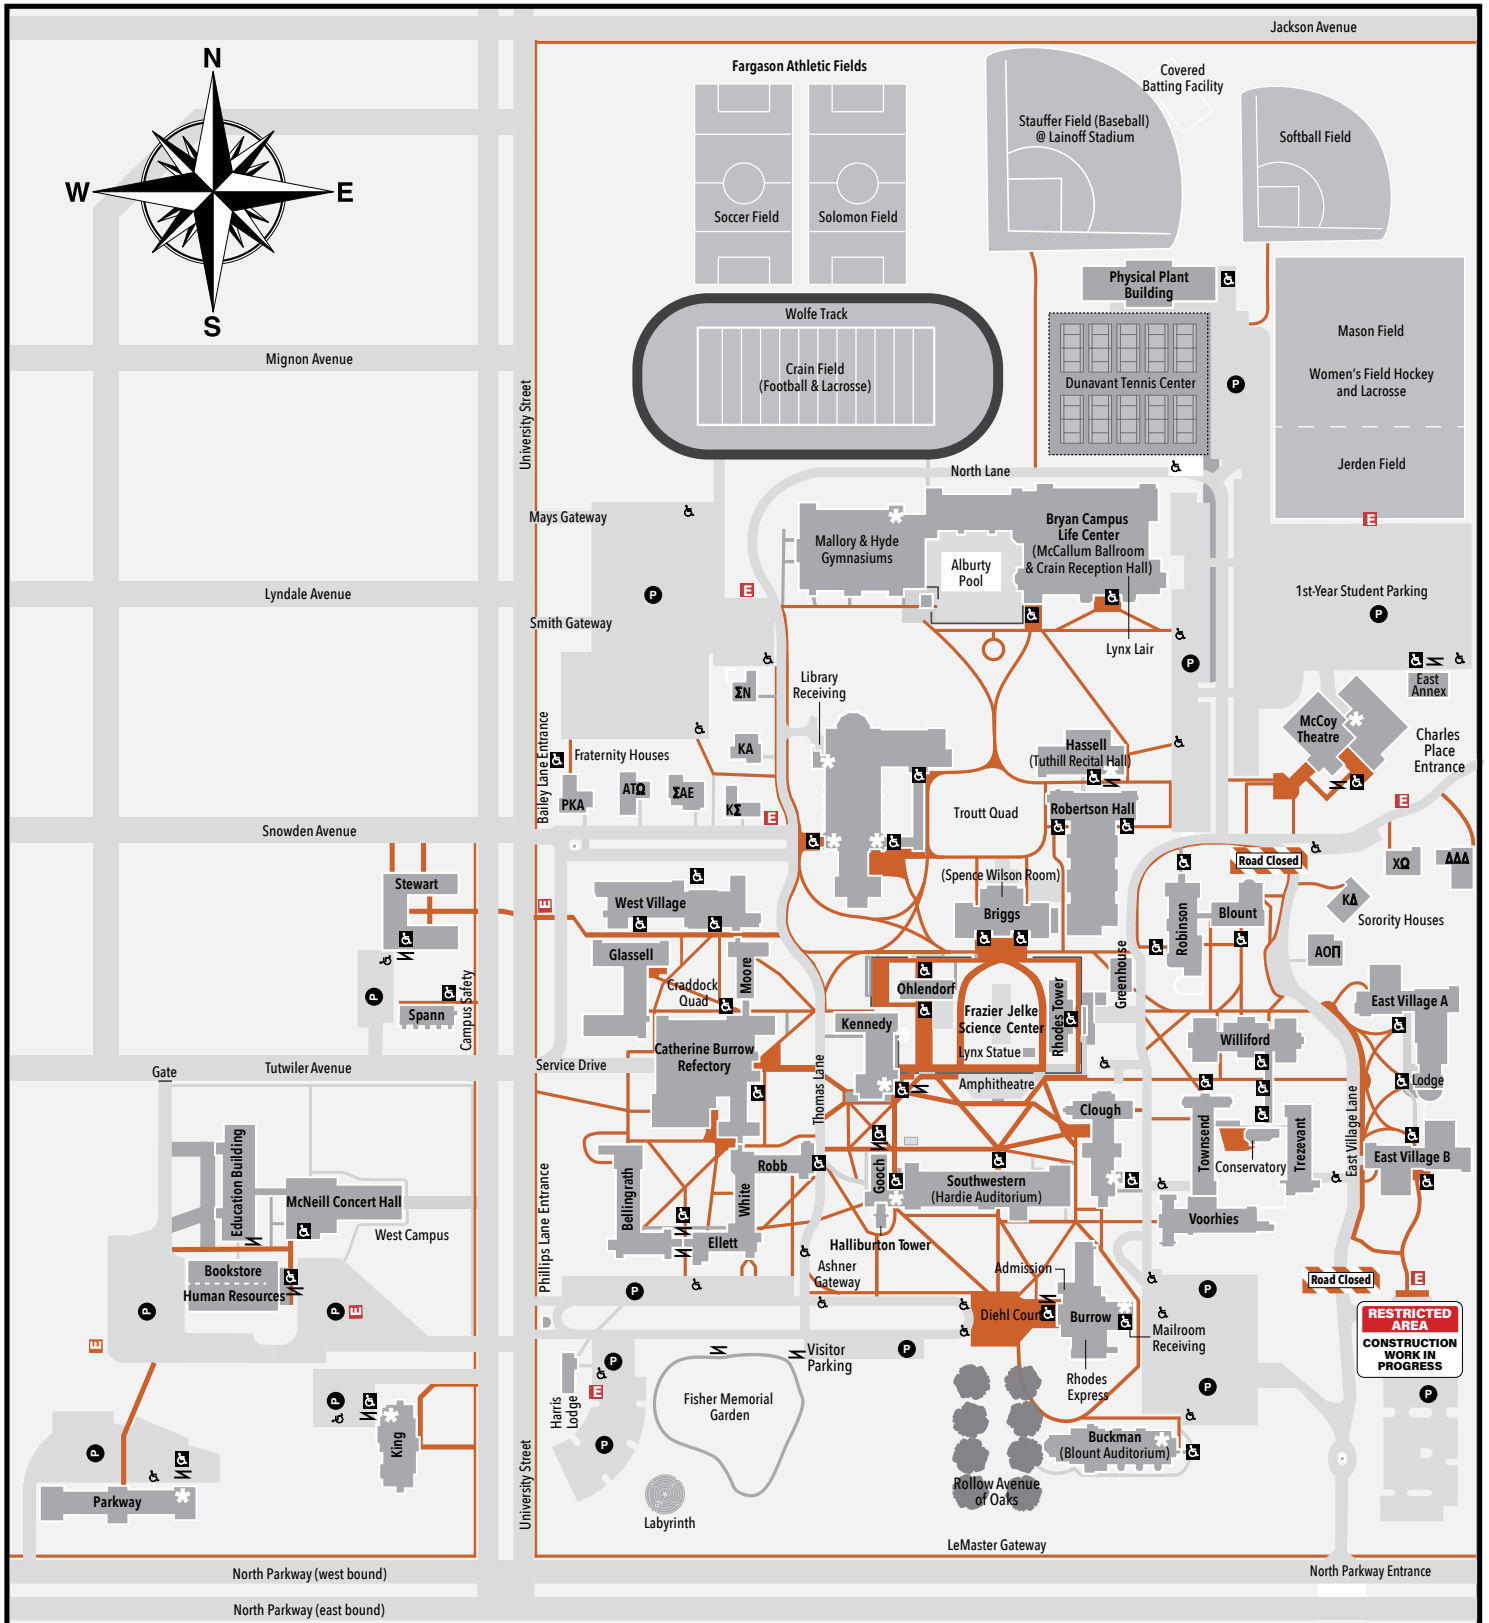 Jackson Avenue
N
W
E
S
Fargason Athletic Fields
Covered
Batting Facility
Stauffer Field (Baseball)
@ Lainoff Stadium
Softball Field
Soccer Field
Solomon Field
Physical Plant
Building
Wolfe Track
Mason Field
Mignon Avenue
Crain Field
(Football & Lacrosse)
Dunavant Tennis Center
P
Women's Field Hockey
and Lacrosse
University Street
Jerden Field
North Lane
Mays Gateway
E
Bryan Campus
Life Center
(McCallum Ballroom
& Crain Reception Hall)
Mallory & Hyde
Gymnasiums
Alburty
Pool
Lyndale Avenue
P
E
1st-Year Student Parking
P
Smith Gateway
Lynx Lair
P
ΣN
Library
Receiving
East
Annex
McCoy
Theatre
Charles
Place
Entrance
KA
Hassell
(Tuthill Recital Hall)
Bailey Lane Entrance
Fraternity Houses
PKA
ATΩ
ΣAE
KΣ
E
Troutt Quad
Robertson Hall
E
Snowden Avenue
Road Closed
XΩ
ΔΔΔ
Stewart
(Spence Wilson Room)
West Village
E
Briggs
Robinson
Blount
KΔ
Sorority Houses
AOΠ
Glassell
Moore
Craddock
Quad
Greenhouse
Campus Safety
P
Spann
Ohlendorf
Frazier Jelke
Science Center
Rhodes Tower
East Village A
Kennedy
Lynx Statue
Williford
Catherine Burrow
Refectory
Service Drive
Tutwiler Avenue
Gate
Thomas Lane
Amphitheatre
Lodge
Clough
Townsend
East Village Lane
Education Building
Conservatory
Trezevant
East Village B
Robb
Gooch
Southwestern
(Hardie Auditorium)
McNeill Concert Hall
Bellingrath
White
Phillips Lane Entrance
Voorhies
West Campus
Ellett
Halliburton Tower
Bookstore
Human Resources
Ashner
Gateway
Admission
Road Closed
E
P
P
P
E
P
Diehl Court
Burrow
RESTRICTED
AREA
CONSTRUCTION
WORK IN
PROGRESS
E
Mailroom
Receiving
Visitor
Parking
P
P
Rhodes
Express
P
P
Harris
Lodge
E
Fisher Memorial
Garden
P
King
P
P
Buckman
(Blount Auditorium)
Rollow Avenue
of Oaks
Parkway
University Street
Labyrinth
LeMaster Gateway
North Parkway (west bound)
North Parkway Entrance
North Parkway (east bound)